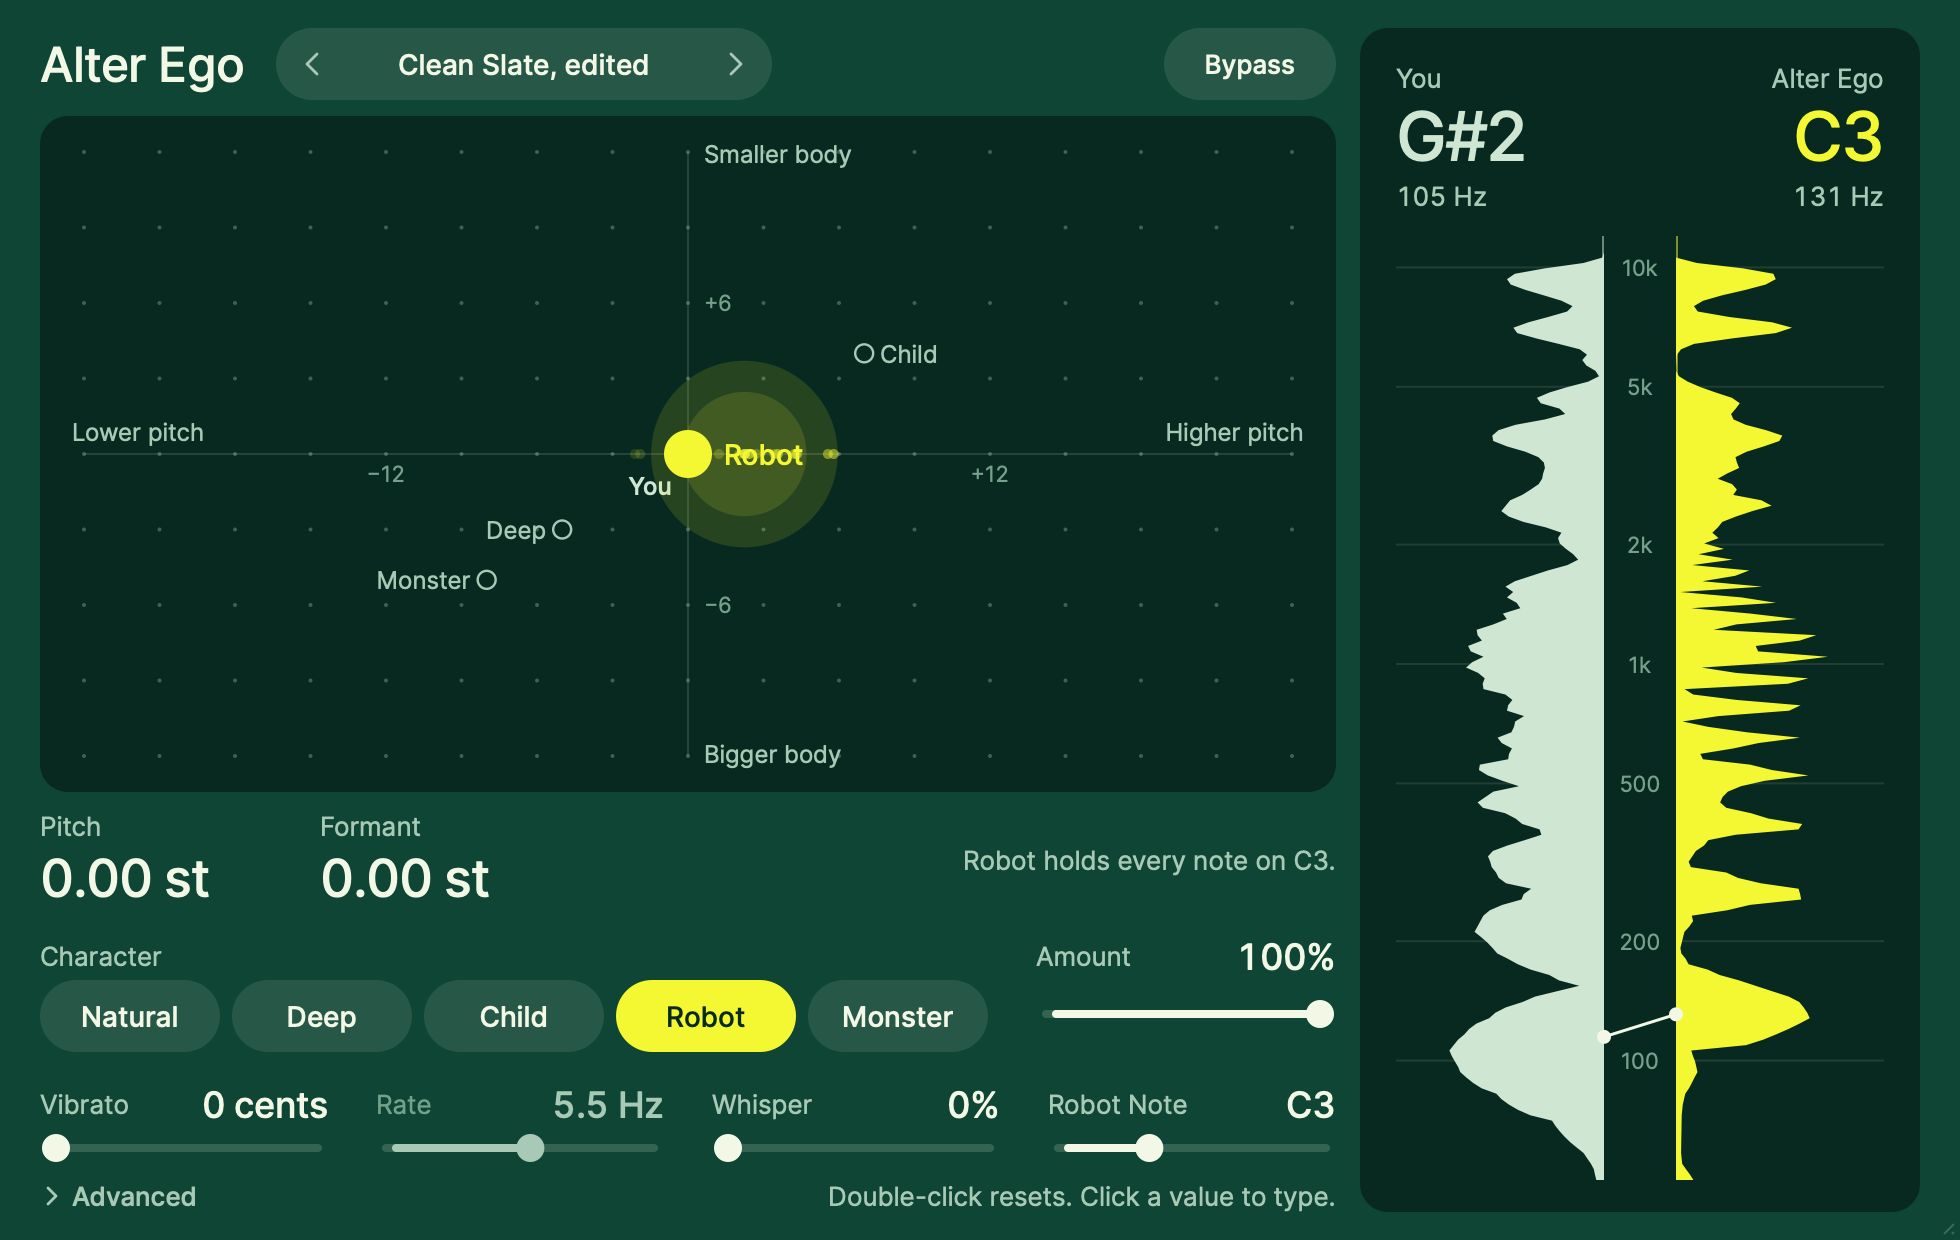 Alter Ego
Clean Slate, edited
Bypass
Smaller body
+6
Child
Lower pitch
Higher pitch
Robot
−12
+12
You
Deep
Monster
−6
Bigger body
You
Alter Ego
G#2
C3
105 Hz
131 Hz
10k
5k
2k
1k
500
200
100
Pitch
Formant
0.00 st
0.00 st
Robot holds every note on C3.
Character
Amount
100%
Natural
Deep
Child
Robot
Monster
Vibrato
0 cents
Rate
5.5 Hz
Whisper
0%
Robot Note
C3
Advanced
Double-click resets. Click a value to type.